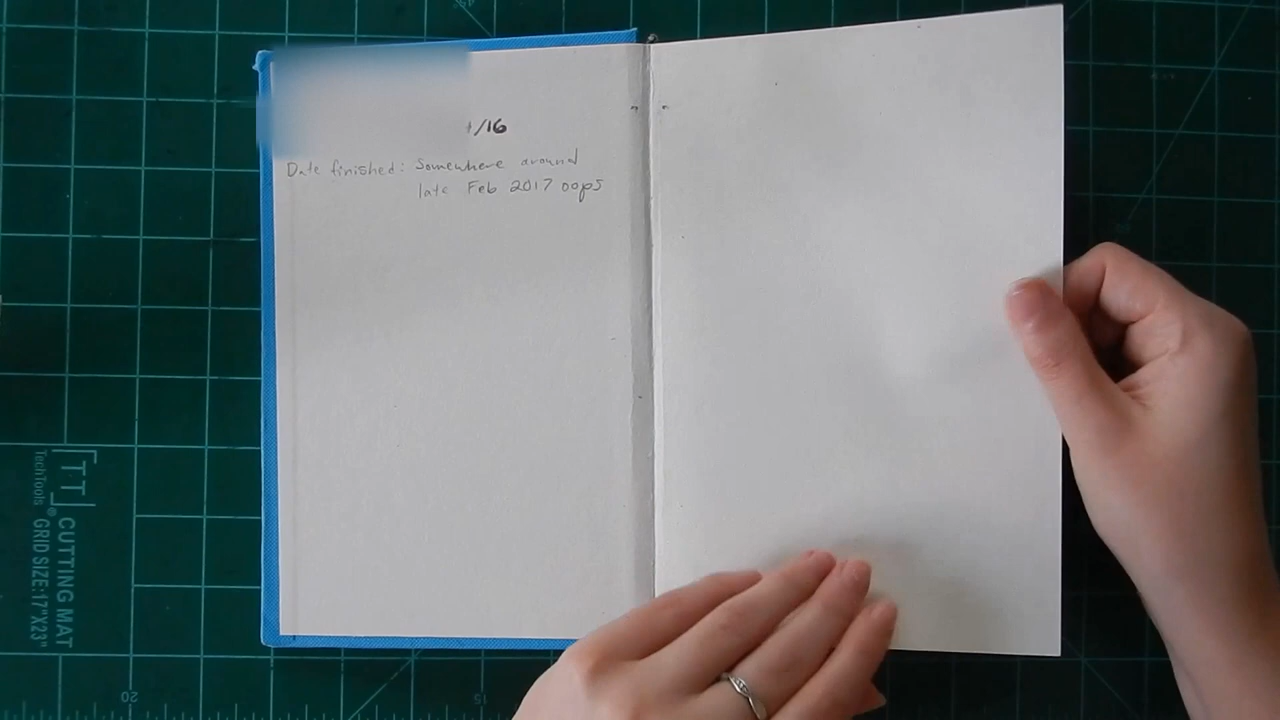 /16
Date finished: Somewhere around
late Feb 2017 oops
[TT]®
TechTools
CUTTING MAT
GRID SIZE:17"X23"
20
15